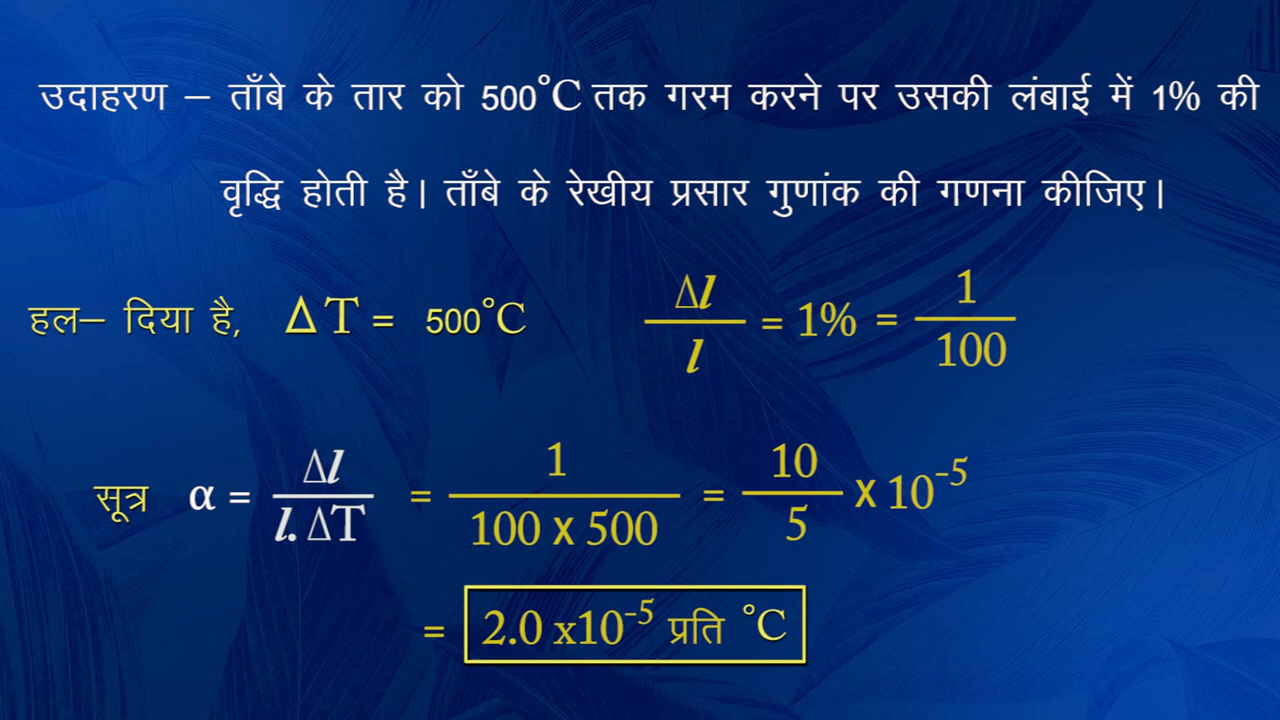 उदाहरण – ताँबे के तार को 500°C तक गरम करने पर उसकी लंबाई में 1% की
वृद्धि होती है। ताँबे के रेखीय प्रसार गुणांक की गणना कीजिए।
हल– दिया है, ΔT = 500°C Δl / l = 1% = 1 / 100
सूत्र α = Δl / l. ΔT = 1 / 100 x 500 = 10 / 5 x 10⁻⁵
= 2.0 x10⁻⁵ प्रति °C